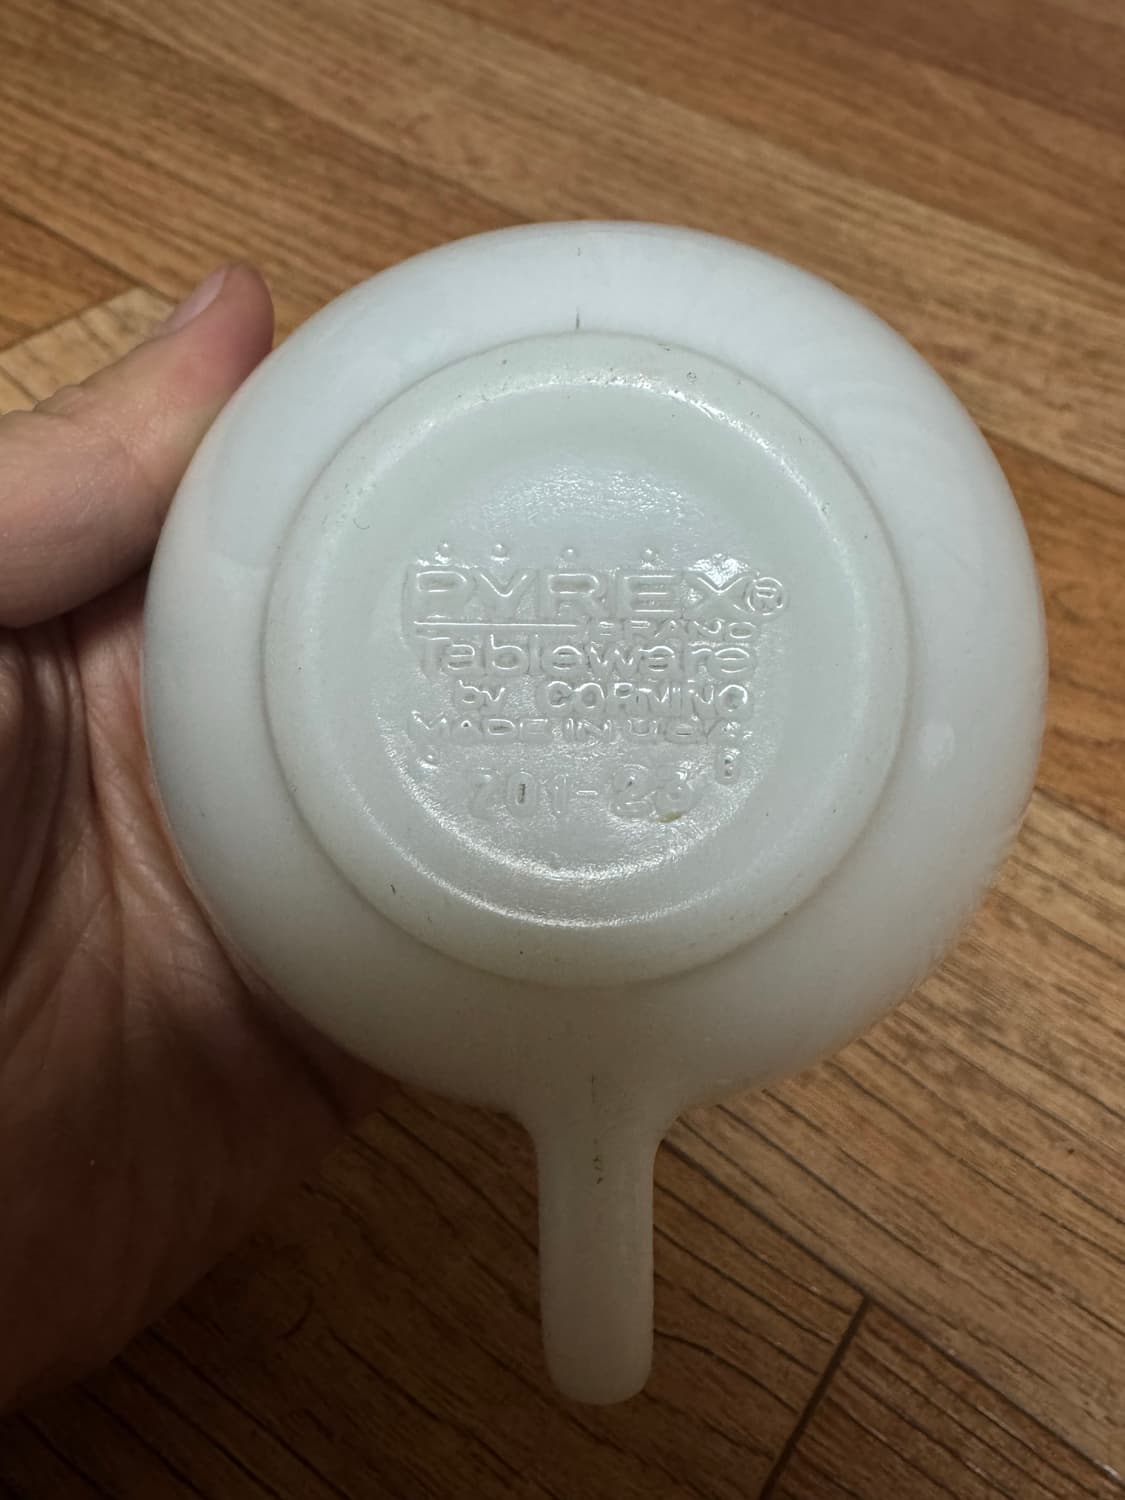 PYREX®
BRAND
Tableware
by CORNING
MADE IN U.S.A.
701-23 B